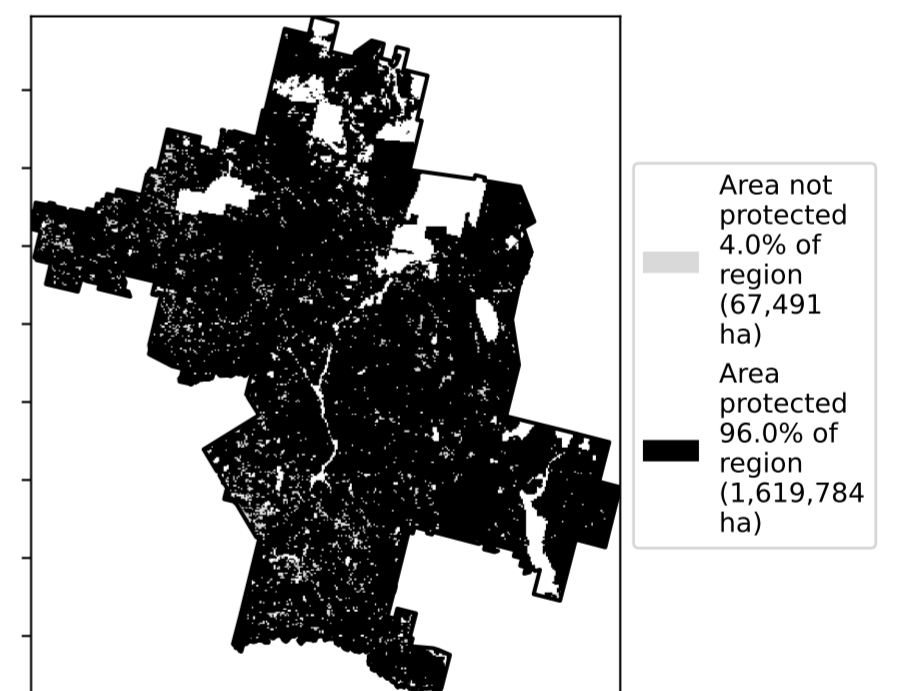 Area not
protected
4.0% of
region
(67,491
ha)
Area
protected
96.0% of
region
(1,619,784
ha)